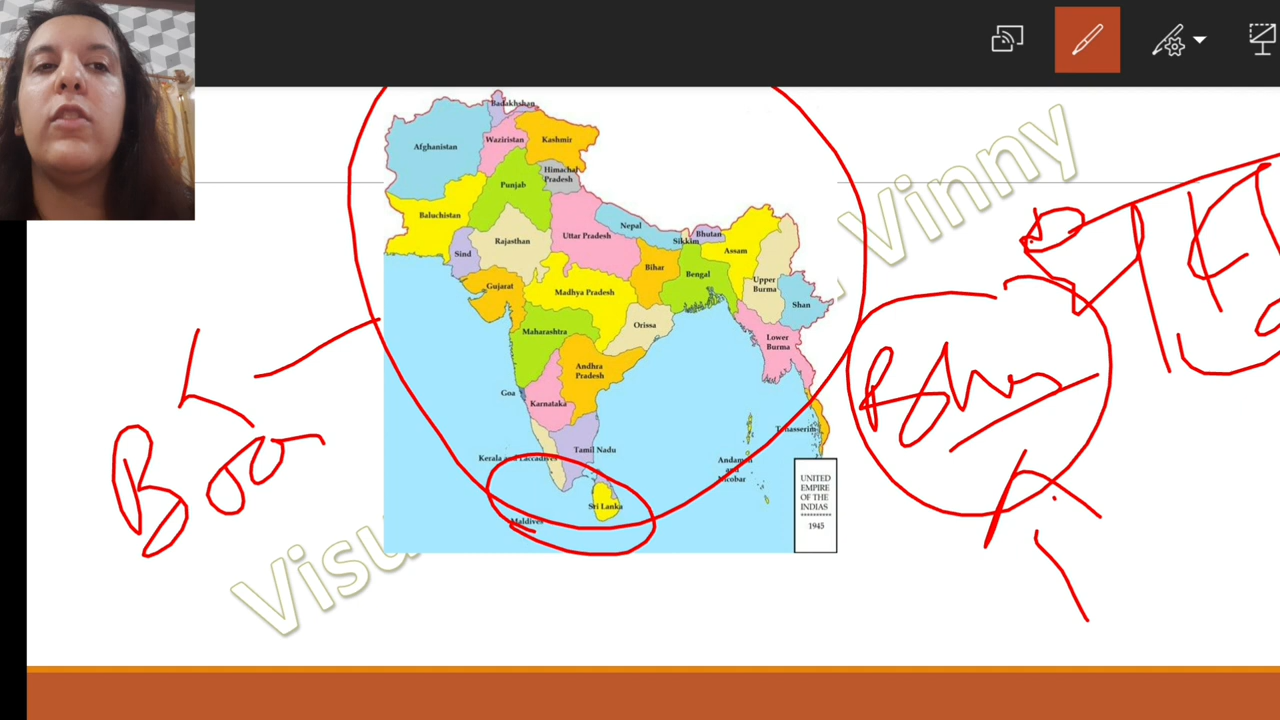 Badakhshan
Afghanistan
Waziristan
Kashmir
Himachal
Pradesh
Punjab
Baluchistan
Rajasthan
Sind
Uttar Pradesh
Nepal
Sikkim
Bhutan
Assam
Bihar
Bengal
Gujarat
Madhya Pradesh
Upper
Burma
Shan
Orissa
Maharashtra
Lower
Burma
Andhra
Pradesh
Goa
Karnataka
Tenasserim
Tamil Nadu
Kerala and Laccadives
Andaman
and
Nicobar
Sri Lanka
Maldives
UNITED
EMPIRE
OF THE
INDIAS
**********
1945
Vinny